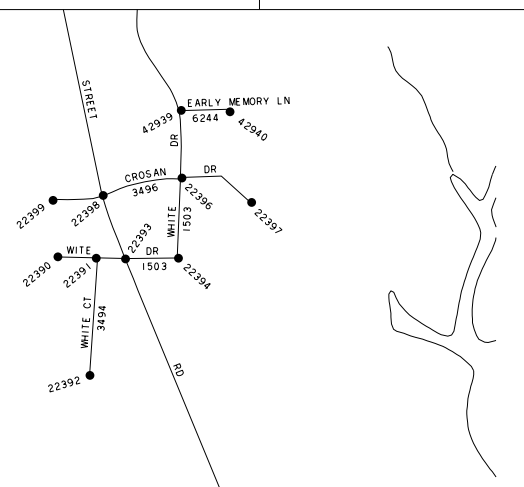 STREET
EARLY MEMORY LN
6244
42939
42940
DR
CROSAN DR
3496
22399
22398
22396
22397
WHITE
1503
22393
WITE DR
1503
22390
22391
22394
WHITE CT
3494
22392
RD